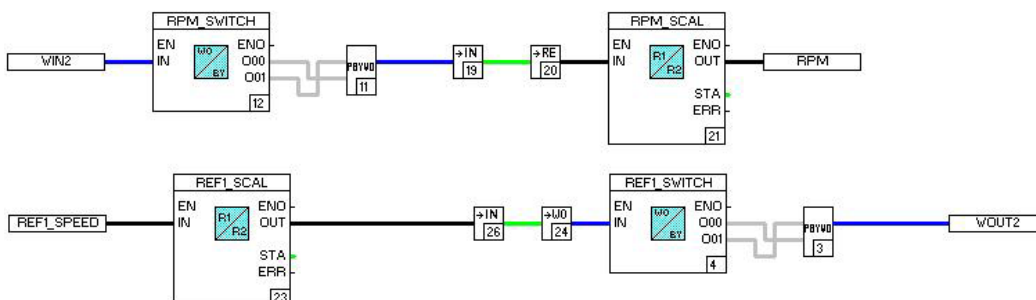 RPM_SWITCH
EN ENO
WIN2 IN WO BY O00
O01
PBYWO
11
12
→IN
19
→RE
20
RPM_SCAL
EN ENO
IN R1 R2 OUT RPM
STA
ERR
21
REF1_SCAL
EN ENO
REF1_SPEED IN R1 R2 OUT
STA
ERR
23
→IN
26
→WO
24
REF1_SWITCH
EN ENO
IN WO BY O00
O01
4
PBYWO
3
WOUT2